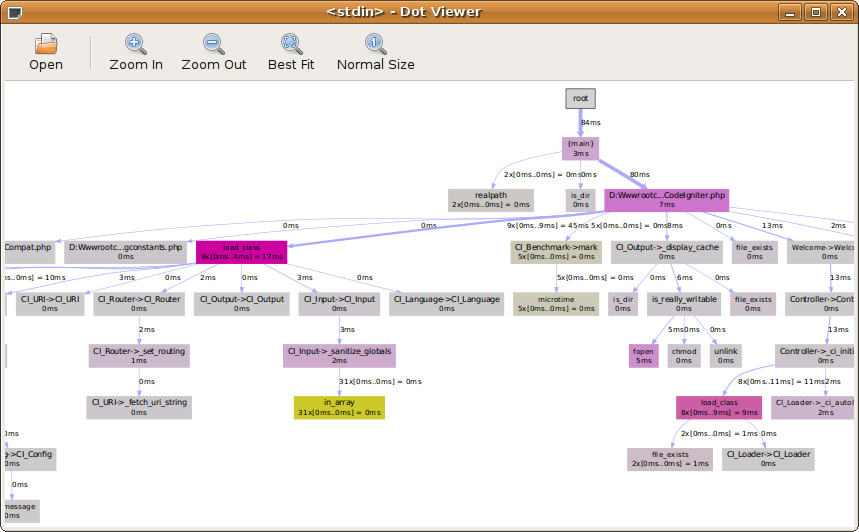 <stdin> - Dot Viewer
Open
Zoom In
Zoom Out
Best Fit
Normal Size
root
84ms
{main}
3ms
2x[0ms..0ms] = 0ms
0ms
80ms
realpath
2x[0ms..0ms] = 0ms
is_dir
0ms
D:Wwwrootc...CodeIgniter.php
7ms
0ms
0ms
9x[0ms..9ms] = 45ms
5x[0ms..0ms] = 0ms
8ms
0ms
13ms
2ms
Compat.php
D:Wwwrootc...gconstants.php
0ms
load_class
9x[0ms..4ms] = 17ms
CI_Benchmark->mark
5x[0ms..0ms] = 0ms
CI_Output->_display_cache
0ms
file_exists
0ms
Welcome->Welco
0ms
0ms..0ms] = 10ms
3ms
2ms
0ms
3ms
0ms
5x[0ms..0ms] = 0ms
0ms
6ms
0ms
13ms
CI_URI->CI_URI
0ms
CI_Router->CI_Router
0ms
CI_Output->CI_Output
0ms
CI_Input->CI_Input
0ms
CI_Language->CI_Language
0ms
microtime
5x[0ms..0ms] = 0ms
is_dir
0ms
is_really_writable
0ms
file_exists
0ms
Controller->Cont
0ms
2ms
3ms
5ms
0ms
0ms
13ms
CI_Router->_set_routing
1ms
CI_Input->_sanitize_globals
2ms
fopen
5ms
chmod
0ms
unlink
0ms
Controller->_ci_initi
0ms
0ms
31x[0ms..0ms] = 0ms
8x[0ms..11ms] = 11ms
2ms
CI_URI->_fetch_uri_string
0ms
in_array
31x[0ms..0ms] = 0ms
load_class
8x[0ms..9ms] = 9ms
CI_Loader->_ci_autol
2ms
0ms
2x[0ms..0ms] = 1ms
0ms
->CI_Config
0ms
file_exists
2x[0ms..0ms] = 1ms
CI_Loader->CI_Loader
0ms
0ms
message
0ms